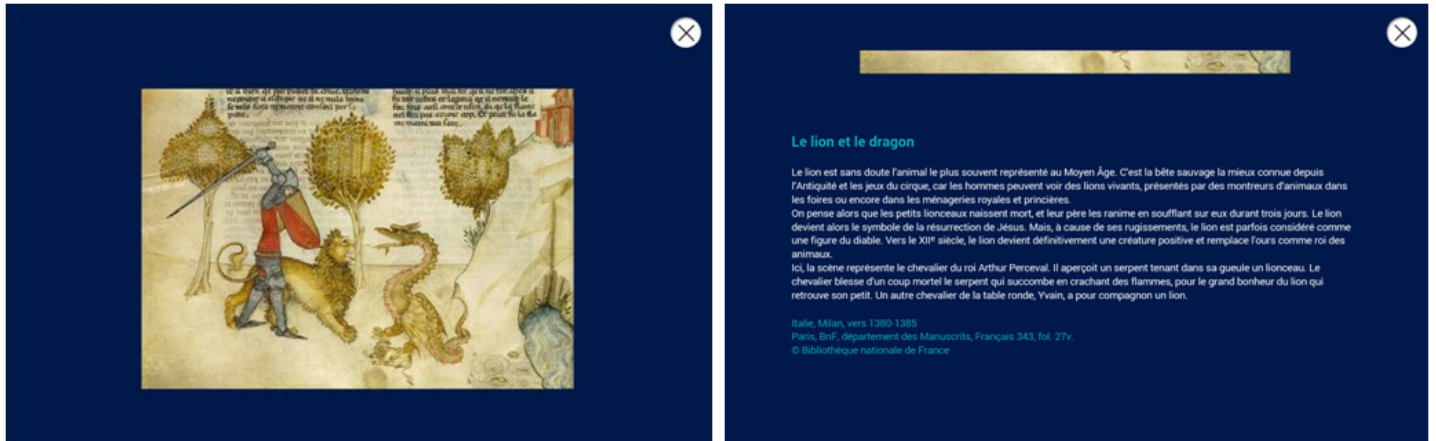 Le lion et le dragon
Le lion est sans doute l'animal le plus souvent représenté au Moyen Âge. C'est la bête sauvage la mieux connue depuis
l'Antiquité et les jeux du cirque, car les hommes peuvent voir des lions vivants, présentés par des montreurs d'animaux dans
les foires ou encore dans les ménageries royales et princières.
On pense alors que les petits lionceaux naissent mort, et leur père les ranime en soufflant sur eux durant trois jours. Le lion
devient alors le symbole de la résurrection de Jésus. Mais, à cause de ses rugissements, le lion est parfois considéré comme
une figure du diable. Vers le XIIᵉ siècle, le lion devient définitivement une créature positive et remplace l'ours comme roi des
animaux.
Ici, la scène représente le chevalier du roi Arthur Perceval. Il aperçoit un serpent tenant dans sa gueule un lionceau. Le
chevalier blesse d'un coup mortel le serpent qui succombe en crachant des flammes, pour le grand bonheur du lion qui
retrouve son petit. Un autre chevalier de la table ronde, Yvain, a pour compagnon un lion.
Italie, Milan, vers 1380-1385
Paris, BnF, département des Manuscrits, Français 343, fol. 27v.
© Bibliothèque nationale de France